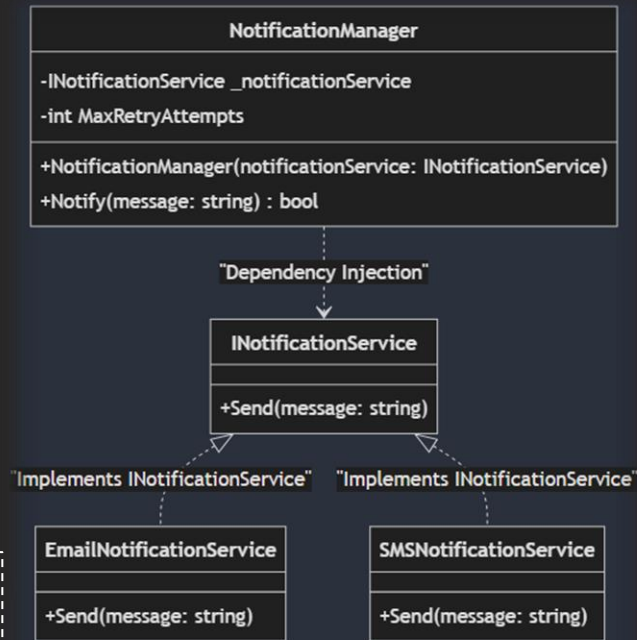 NotificationManager
-INotificationService _notificationService
-int MaxRetryAttempts
+NotificationManager(notificationService: INotificationService)
+Notify(message: string) : bool
"Dependency Injection"
INotificationService
+Send(message: string)
"Implements INotificationService"
"Implements INotificationService"
EmailNotificationService
+Send(message: string)
SMSNotificationService
+Send(message: string)